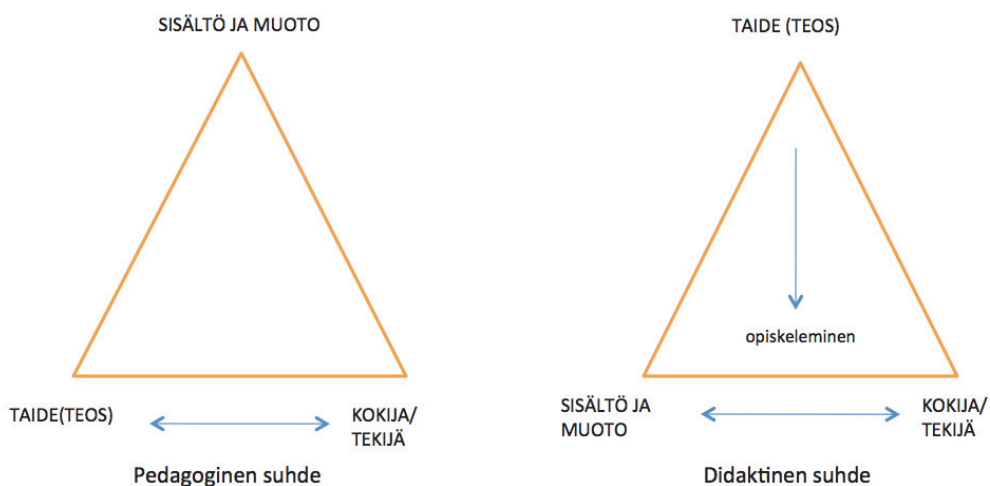 SISÄLTÖ JA MUOTO
TAIDE(TEOS)
KOKIJA/
TEKIJÄ
Pedagoginen suhde
TAIDE (TEOS)
opiskeleminen
SISÄLTÖ JA
MUOTO
KOKIJA/
TEKIJÄ
Didaktinen suhde